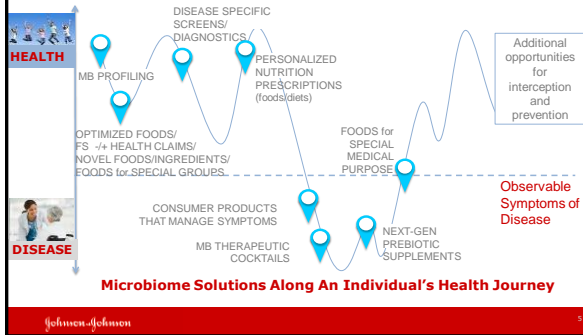 DISEASE SPECIFIC
SCREENS/
DIAGNOSTICS
HEALTH
MB PROFILING
PERSONALIZED
NUTRITION
PRESCRIPTIONS
(foods/diets)
Additional
opportunities
for
interception
and
prevention
OPTIMIZED FOODS/
FS -/+ HEALTH CLAIMS/
NOVEL FOODS/INGREDIENTS/
FOODS for SPECIAL GROUPS
FOODS for
SPECIAL
MEDICAL
PURPOSE
Observable
Symptoms of
Disease
CONSUMER PRODUCTS
THAT MANAGE SYMPTOMS
DISEASE
MB THERAPEUTIC
COCKTAILS
NEXT-GEN
PREBIOTIC
SUPPLEMENTS
Microbiome Solutions Along An Individual's Health Journey
Johnson&Johnson
5